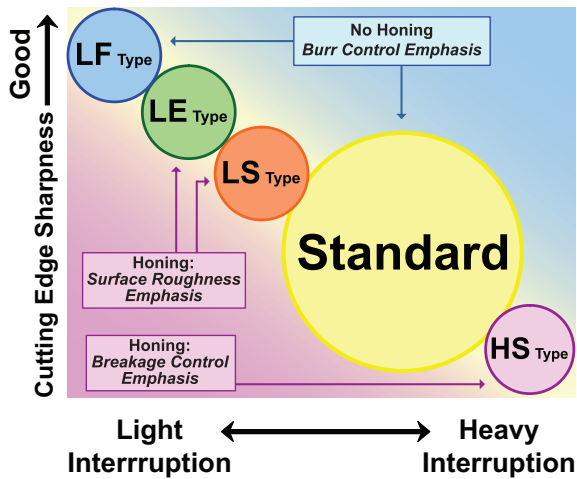 Good
Cutting Edge Sharpness
LF Type
LE Type
LS Type
No Honing
Burr Control Emphasis
Standard
HS Type
Honing:
Surface Roughness
Emphasis
Honing:
Breakage Control
Emphasis
Light
Interrruption
Heavy
Interruption